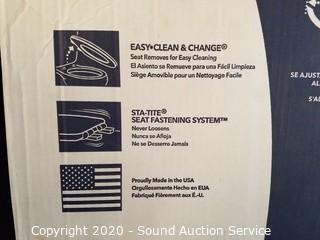 EASY•CLEAN & CHANGE®
Seat Removes for Easy Cleaning
El Asiento se Remueve para una Fácil Limpieza
Siège Amovible pour un Nettoyage Facile
STA-TITE®
SEAT FASTENING SYSTEM™
Never Loosens
Nunca se Afloja
Ne se Desserre Jamais
Proudly Made in the USA
Orgullosamente Hecho en EUA
Fabriqué Fièrement aux É.-U.
SE AJUSTA
AL
S'A
Copyright 2020 - Sound Auction Service